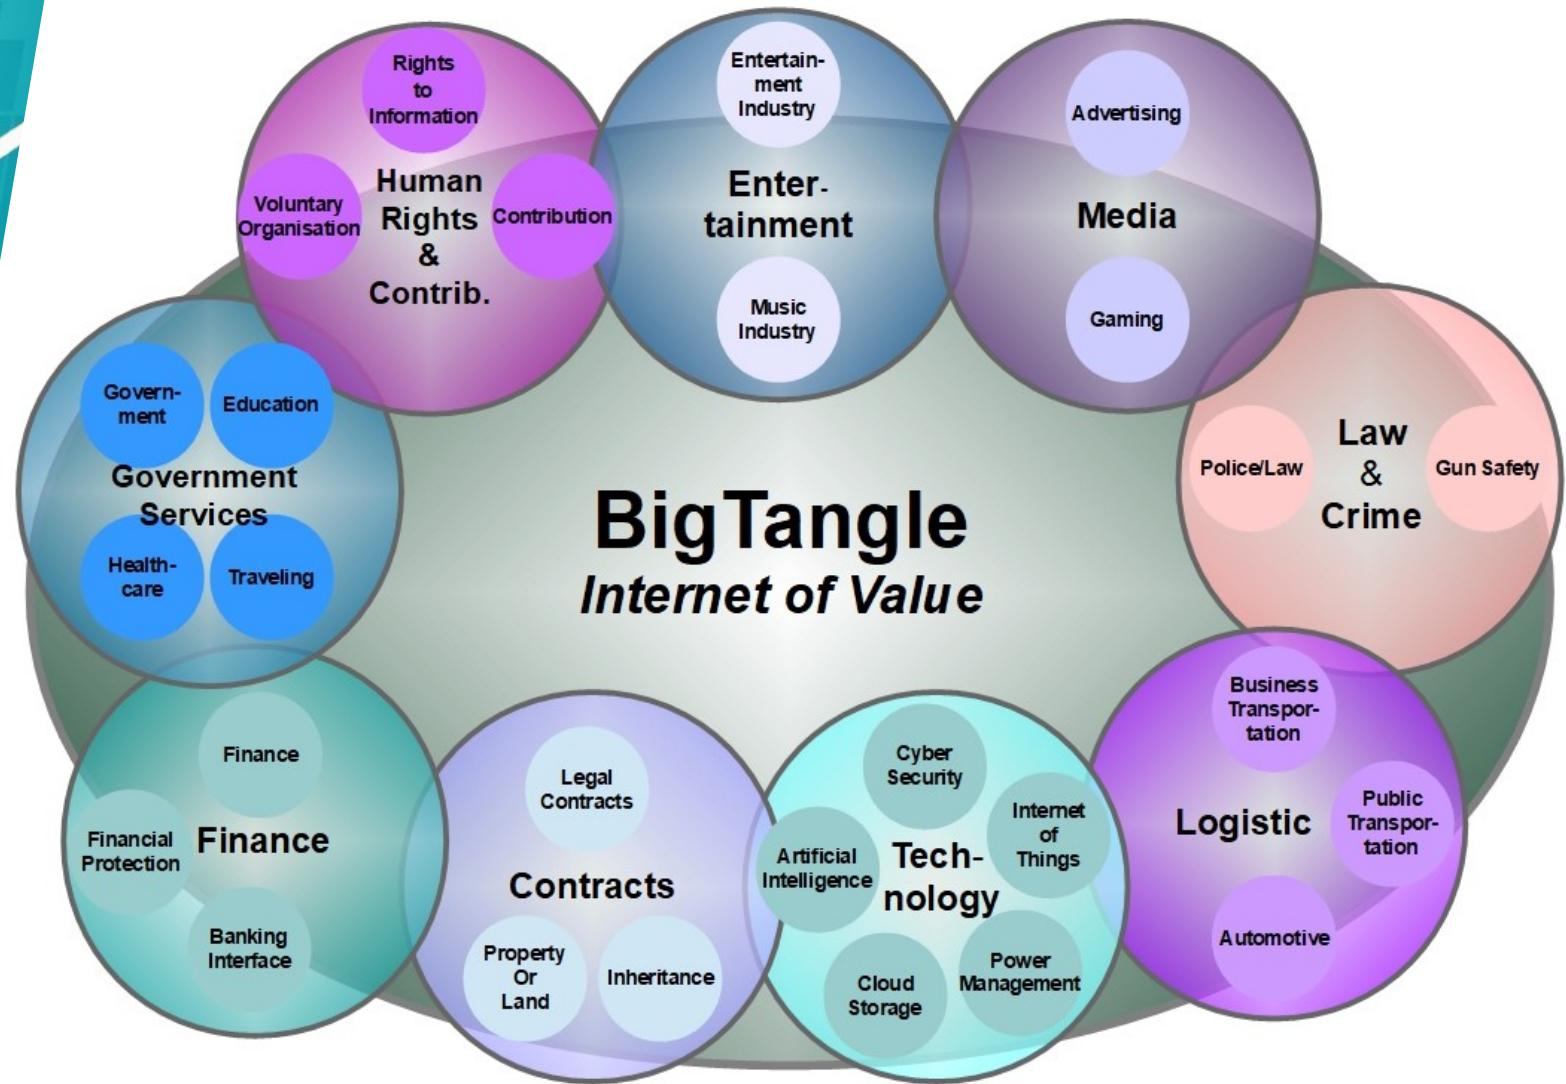 Rights
to
Information
Voluntary
Organisation
Human
Rights
&
Contrib.
Contribution
Entertain-
ment
Industry
Enter-
tainment
Music
Industry
Advertising
Media
Gaming
Govern-
ment
Education
Government
Services
Health-
care
Traveling
BigTangle
Internet of Value
Police/Law
Law
&
Crime
Gun Safety
Finance
Financial
Protection
Finance
Banking
Interface
Legal
Contracts
Contracts
Property
Or
Land
Inheritance
Cyber
Security
Internet
of
Things
Artificial
Intelligence
Tech-
nology
Cloud
Storage
Power
Management
Business
Transpor-
tation
Logistic
Public
Transpor-
tation
Automotive